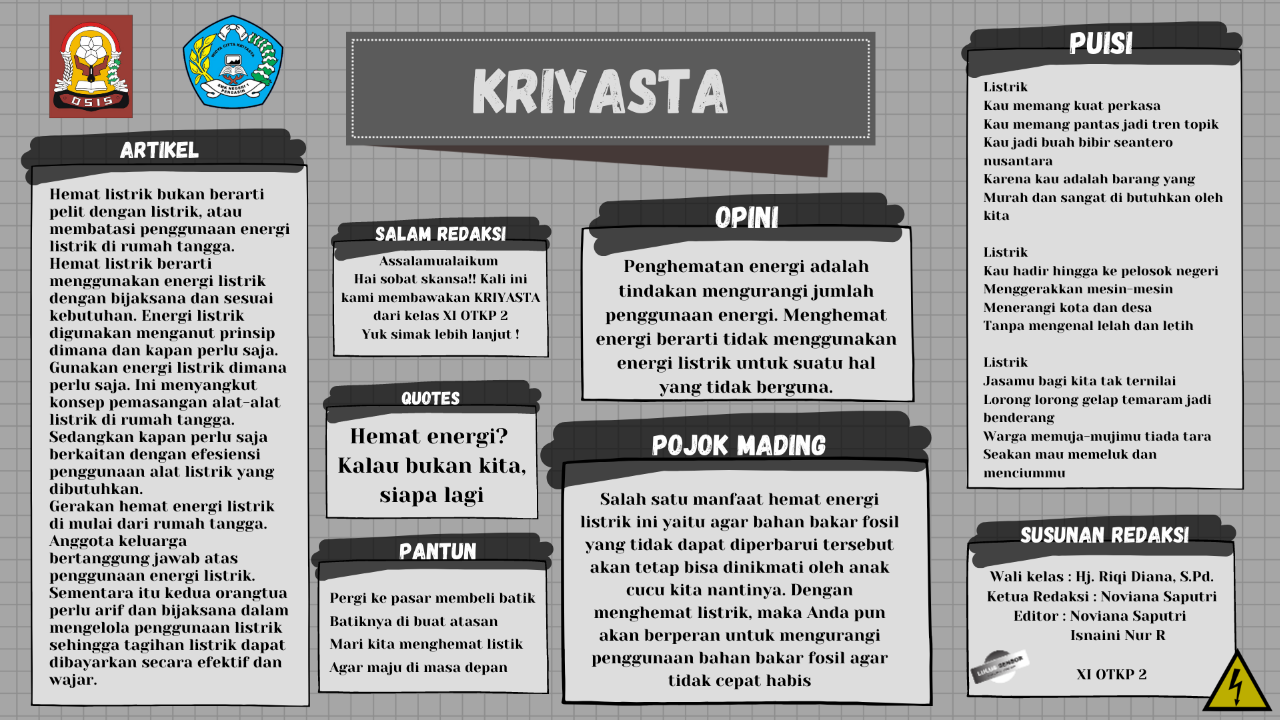 OSIS
KRIYASTA
ARTIKEL
Hemat listrik bukan berarti
pelit dengan listrik, atau
membatasi penggunaan energi
listrik di rumah tangga.
Hemat listrik berarti
menggunakan energi listrik
dengan bijaksana dan sesuai
kebutuhan. Energi listrik
digunakan menganut prinsip
dimana dan kapan perlu saja.
Gunakan energi listrik dimana
perlu saja. Ini menyangkut
konsep pemasangan alat-alat
listrik di rumah tangga.
Sedangkan kapan perlu saja
berkaitan dengan efesiensi
penggunaan alat listrik yang
dibutuhkan.
Gerakan hemat energi listrik
di mulai dari rumah tangga.
Anggota keluarga
bertanggung jawab atas
penggunaan energi listrik.
Sementara itu kedua orangtua
perlu arif dan bijaksana dalam
mengelola penggunaan listrik
sehingga tagihan listrik dapat
dibayarkan secara efektif dan
wajar.
SALAM REDAKSI
Assalamualaikum
Hai sobat skansa!! Kali ini
kami membawakan KRIYASTA
dari kelas XI OTKP 2
Yuk simak lebih lanjut !
QUOTES
Hemat energi?
Kalau bukan kita,
siapa lagi
PANTUN
Pergi ke pasar membeli batik
Batiknya di buat atasan
Mari kita menghemat listik
Agar maju di masa depan
OPINI
Penghematan energi adalah
tindakan mengurangi jumlah
penggunaan energi. Menghemat
energi berarti tidak menggunakan
energi listrik untuk suatu hal
yang tidak berguna.
POJOK MADING
Salah satu manfaat hemat energi
listrik ini yaitu agar bahan bakar fosil
yang tidak dapat diperbarui tersebut
akan tetap bisa dinikmati oleh anak
cucu kita nantinya. Dengan
menghemat listrik, maka Anda pun
akan berperan untuk mengurangi
penggunaan bahan bakar fosil agar
tidak cepat habis
PUISI
Listrik
Kau memang kuat perkasa
Kau memang pantas jadi tren topik
Kau jadi buah bibir seantero
nusantara
Karena kau adalah barang yang
Murah dan sangat di butuhkan oleh
kita
Listrik
Kau hadir hingga ke pelosok negeri
Menggerakkan mesin-mesin
Menerangi kota dan desa
Tanpa mengenal lelah dan letih
Listrik
Jasamu bagi kita tak ternilai
Lorong lorong gelap temaram jadi
benderang
Warga memuja-mujimu tiada tara
Seakan mau memeluk dan
menciummu
SUSUNAN REDAKSI
Wali kelas : Hj. Riqi Diana, S.Pd.
Ketua Redaksi : Noviana Saputri
Editor : Noviana Saputri
Isnaini Nur R
LULUS SENSOR
XI OTKP 2